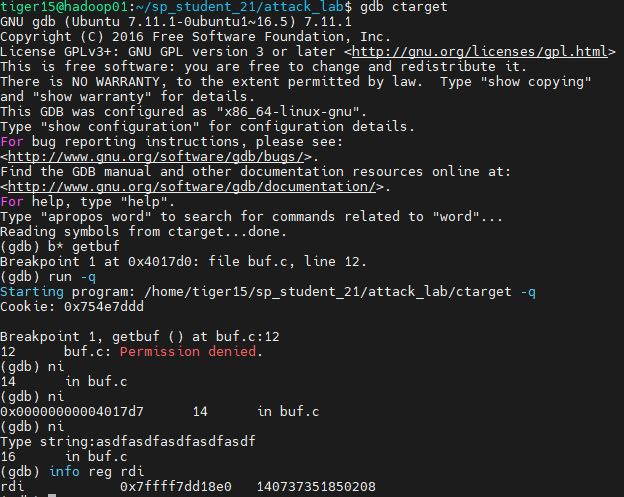 tiger15@hadoop01:~/sp_student_21/attack_lab$ gdb ctarget
GNU gdb (Ubuntu 7.11.1-0ubuntu1~16.5) 7.11.1
Copyright (C) 2016 Free Software Foundation, Inc.
License GPLv3+: GNU GPL version 3 or later <http://gnu.org/licenses/gpl.html>
This is free software: you are free to change and redistribute it.
There is NO WARRANTY, to the extent permitted by law.  Type "show copying"
and "show warranty" for details.
This GDB was configured as "x86_64-linux-gnu".
Type "show configuration" for configuration details.
For bug reporting instructions, please see:
<http://www.gnu.org/software/gdb/bugs/>.
Find the GDB manual and other documentation resources online at:
<http://www.gnu.org/software/gdb/documentation/>.
For help, type "help".
Type "apropos word" to search for commands related to "word"...
Reading symbols from ctarget...done.
(gdb) b* getbuf
Breakpoint 1 at 0x4017d0: file buf.c, line 12.
(gdb) run -q
Starting program: /home/tiger15/sp_student_21/attack_lab/ctarget -q
Cookie: 0x754e7ddd
Breakpoint 1, getbuf () at buf.c:12
12      buf.c: Permission denied.
(gdb) ni
14      in buf.c
(gdb) ni
0x00000000004017d7      14      in buf.c
(gdb) ni
Type string:asdfasdfasdfasdfasdf
16      in buf.c
(gdb) info reg rdi
rdi            0x7ffff7dd18e0   140737351850208